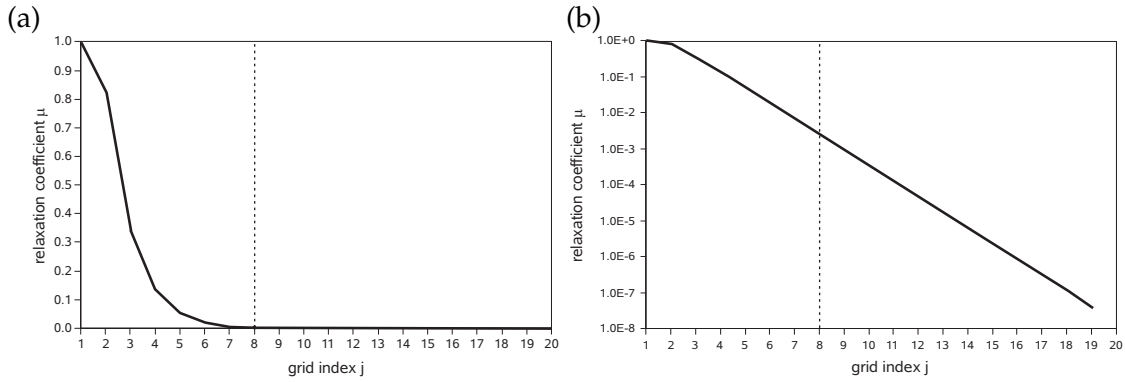 (a)
relaxation coefficient μ
1.0
0.9
0.8
0.7
0.6
0.5
0.4
0.3
0.2
0.1
0.0
1 2 3 4 5 6 7 8 9 10 11 12 13 14 15 16 17 18 19 20
grid index j
(b)
relaxation coefficient μ
1.0E+0
1.0E-1
1.0E-2
1.0E-3
1.0E-4
1.0E-5
1.0E-6
1.0E-7
1.0E-8
1 2 3 4 5 6 7 8 9 10 11 12 13 14 15 16 17 18 19 20
grid index j